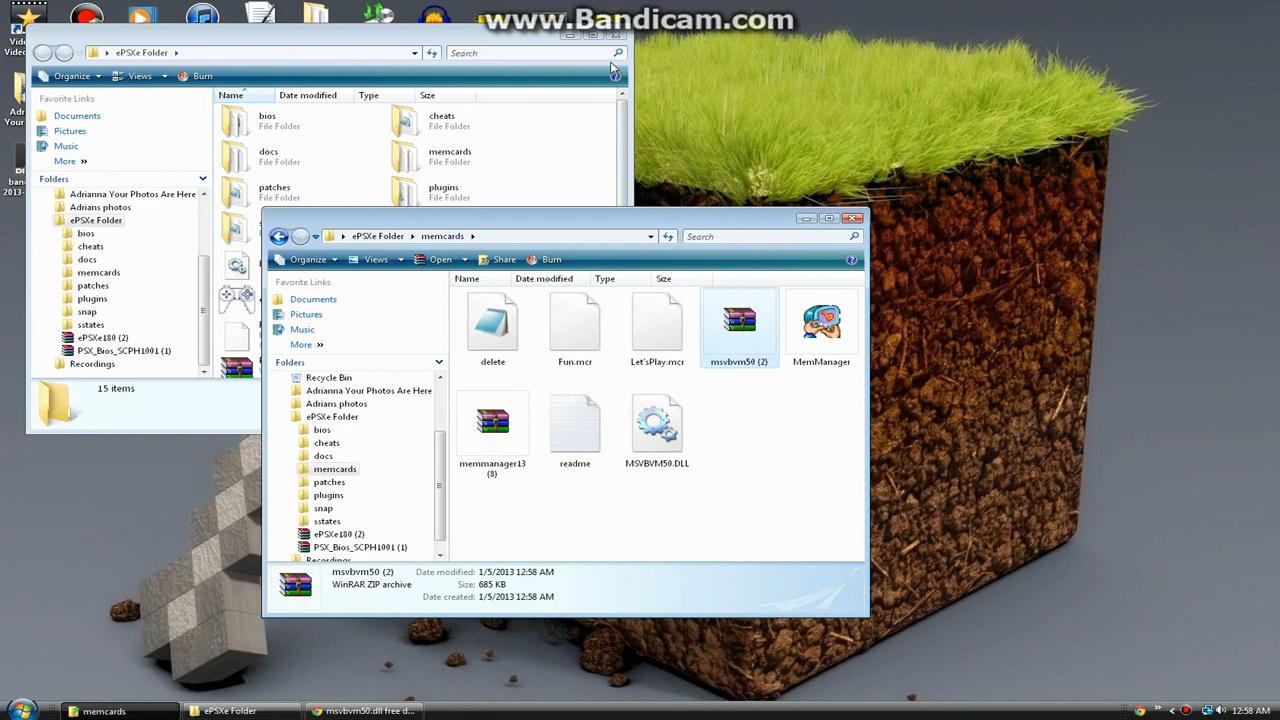 www.Bandicam.com
ePSXe Folder
Search
Organize
Views
Burn
Favorite Links
Documents
Pictures
Music
More »
Folders
Adrianna Your Photos Are Here
Adrians photos
ePSXe Folder
bios
cheats
docs
memcards
patches
plugins
snap
sstates
ePSXe180 (2)
PSX_Bios_SCPH1001 (1)
Recordings
15 items
Name
Date modified
Type
Size
bios
File Folder
cheats
File Folder
docs
File Folder
memcards
File Folder
patches
File Folder
plugins
File Folder
ePSXe Folder
memcards
Search
Organize
Views
Open
Share
Burn
Favorite Links
Documents
Pictures
Music
More »
Folders
Recycle Bin
Adrianna Your Photos Are Here
Adrians photos
ePSXe Folder
bios
cheats
docs
memcards
patches
plugins
snap
sstates
ePSXe180 (2)
PSX_Bios_SCPH1001 (1)
Recordings
Name
Date modified
Type
Size
delete
Fun.mcr
Let'sPlay.mcr
msvbvm50 (2)
MemManager
memmanager13
(8)
readme
MSVBVM50.DLL
msvbvm50 (2)
WinRAR ZIP archive
Date modified: 1/5/2013 12:58 AM
Size: 685 KB
Date created: 1/5/2013 12:58 AM
memcards
ePSXe Folder
msvbvm50.dll free d...
12:58 AM